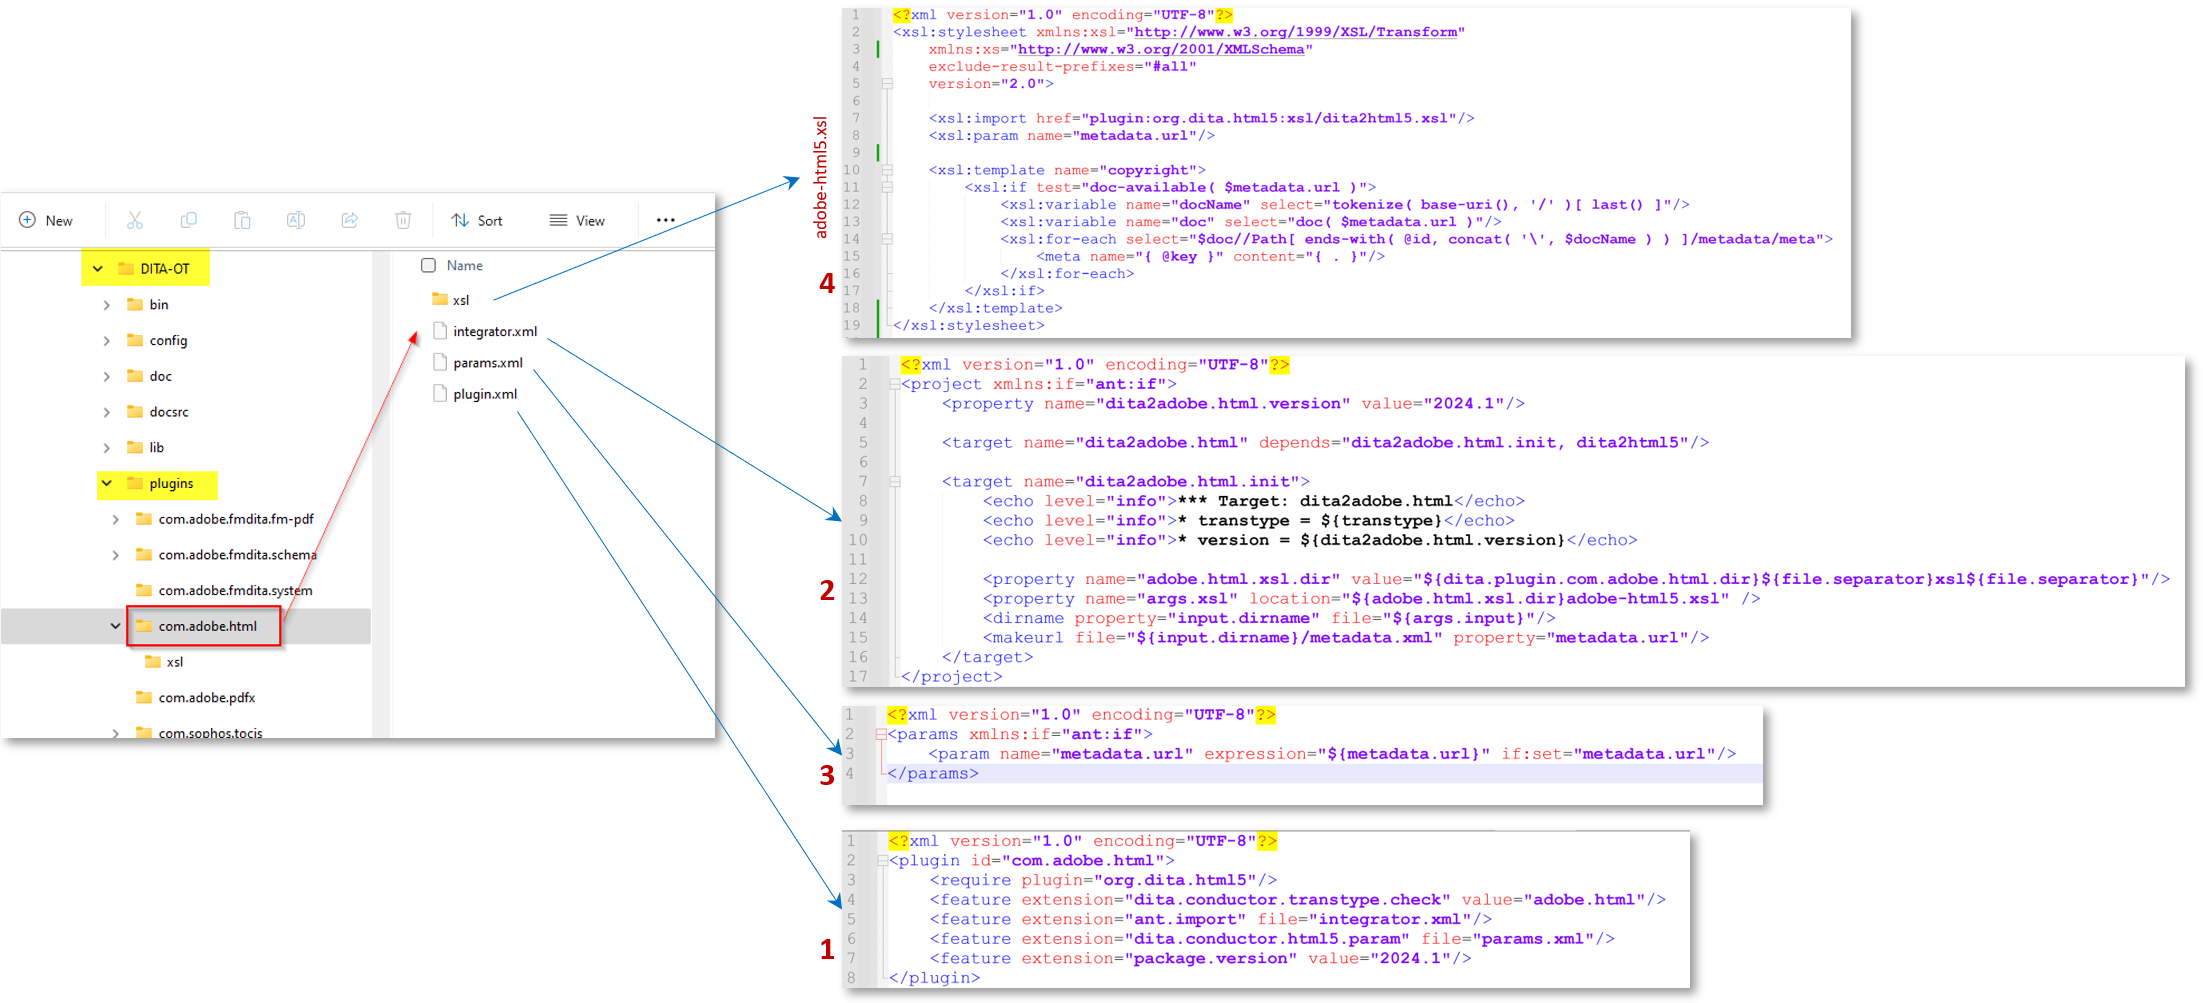 New
Sort
View
DITA-OT
bin
config
doc
docsrc
lib
plugins
com.adobe.fmdita.fm-pdf
com.adobe.fmdita.schema
com.adobe.fmdita.system
com.adobe.html
xsl
com.adobe.pdfx
com.sophos.tocis
Name
xsl
integrator.xml
params.xml
plugin.xml
adobe-html5.xsl
4
1 <?xml version="1.0" encoding="UTF-8"?>
2 <xsl:stylesheet xmlns:xsl="http://www.w3.org/1999/XSL/Transform"
3 xmlns:xs="http://www.w3.org/2001/XMLSchema"
4 exclude-result-prefixes="#all"
5 version="2.0">
6
7 <xsl:import href="plugin:org.dita.html5:xsl/dita2html5.xsl"/>
8 <xsl:param name="metadata.url"/>
9
10 <xsl:template name="copyright">
11 <xsl:if test="doc-available( $metadata.url )">
12 <xsl:variable name="docName" select="tokenize( base-uri(), '/' )[ last() ]"/>
13 <xsl:variable name="doc" select="doc( $metadata.url )"/>
14 <xsl:for-each select="$doc//Path[ ends-with( @id, concat( '\', $docName ) ) ]/metadata/meta">
15 <meta name="{ @key }" content="{ . }"/>
16 </xsl:for-each>
17 </xsl:if>
18 </xsl:template>
19 </xsl:stylesheet>
2
1 <?xml version="1.0" encoding="UTF-8"?>
2 <project xmlns:if="ant:if">
3 <property name="dita2adobe.html.version" value="2024.1"/>
4
5 <target name="dita2adobe.html" depends="dita2adobe.html.init, dita2html5"/>
6
7 <target name="dita2adobe.html.init">
8 <echo level="info">*** Target: dita2adobe.html</echo>
9 <echo level="info">* transtype = ${transtype}</echo>
10 <echo level="info">* version = ${dita2adobe.html.version}</echo>
11
12 <property name="adobe.html.xsl.dir" value="${dita.plugin.com.adobe.html.dir}${file.separator}xsl${file.separator}"/>
13 <property name="args.xsl" location="${adobe.html.xsl.dir}adobe-html5.xsl" />
14 <dirname property="input.dirname" file="${args.input}"/>
15 <makeurl file="${input.dirname}/metadata.xml" property="metadata.url"/>
16 </target>
17 </project>
3
1 <?xml version="1.0" encoding="UTF-8"?>
2 <params xmlns:if="ant:if">
3 <param name="metadata.url" expression="${metadata.url}" if:set="metadata.url"/>
4 </params>
1
1 <?xml version="1.0" encoding="UTF-8"?>
2 <plugin id="com.adobe.html">
3 <require plugin="org.dita.html5"/>
4 <feature extension="dita.conductor.transtype.check" value="adobe.html"/>
5 <feature extension="ant.import" file="integrator.xml"/>
6 <feature extension="dita.conductor.html5.param" file="params.xml"/>
7 <feature extension="package.version" value="2024.1"/>
8 </plugin>